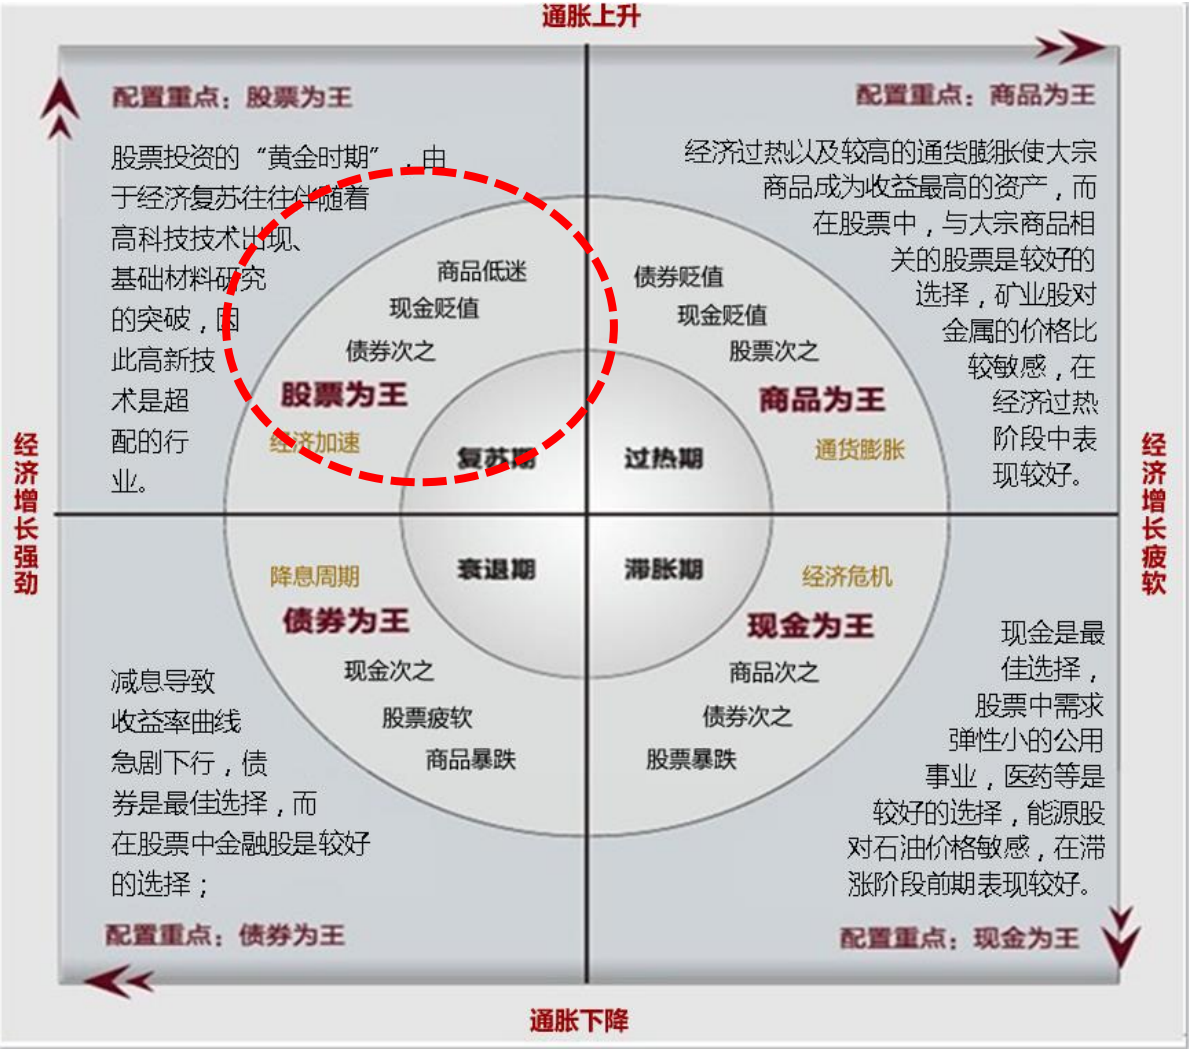 通胀上升
配置重点：股票为王
股票投资的“黄金时期”，由
于经济复苏往往伴随着
高科技技术出现、
基础材料研究
的突破，因
此高新技
术是超
配的行
业。
配置重点：商品为王
经济过热以及较高的通货膨胀使大宗
商品成为收益最高的资产，而
在股票中，与大宗商品相
关的股票是较好的
选择，矿业股对
金属的价格比
较敏感，在
经济过热
阶段中表
现较好。
商品低迷
现金贬值
债券次之
股票为王
经济加速
复苏期
债券贬值
现金贬值
股票次之
商品为王
通货膨胀
过热期
经济增长强劲
经济增长疲软
衰退期
降息周期
债券为王
现金次之
股票疲软
商品暴跌
滞胀期
经济危机
现金为王
商品次之
债券次之
股票暴跌
减息导致
收益率曲线
急剧下行，债
券是最佳选择，而
在股票中金融股是较好
的选择；
配置重点：债券为王
现金是最
佳选择，
股票中需求
弹性小的公用
事业，医药等是
较好的选择，能源股
对石油价格敏感，在滞
涨阶段前期表现较好。
配置重点：现金为王
通胀下降